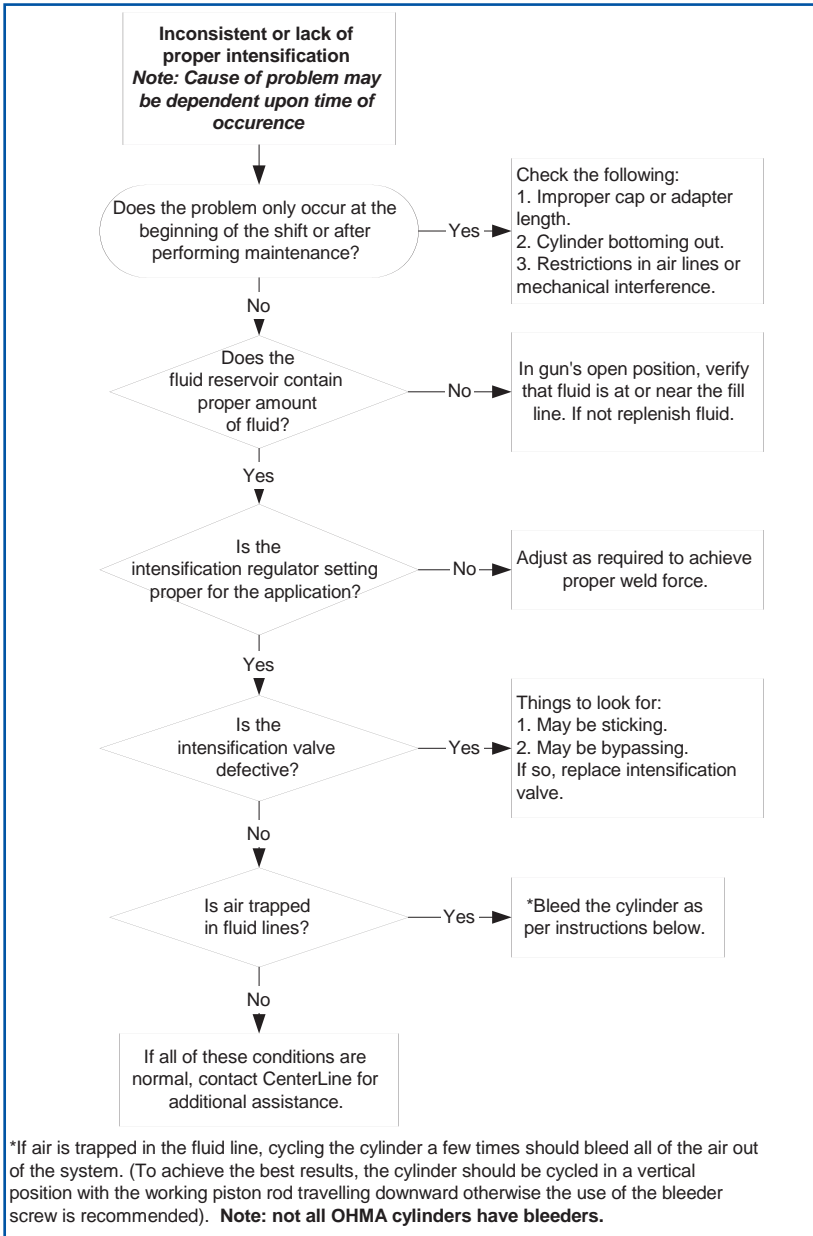 Inconsistent or lack of
proper intensification
Note: Cause of problem may
be dependent upon time of
occurence
Does the problem only occur at the
beginning of the shift or after
performing maintenance?
Yes
Check the following:
1. Improper cap or adapter
length.
2. Cylinder bottoming out.
3. Restrictions in air lines or
mechanical interference.
No
Does the
fluid reservoir contain
proper amount
of fluid?
No
In gun's open position, verify
that fluid is at or near the fill
line. If not replenish fluid.
Yes
Is the
intensification regulator setting
proper for the application?
No
Adjust as required to achieve
proper weld force.
Yes
Is the
intensification valve
defective?
Yes
Things to look for:
1. May be sticking.
2. May be bypassing.
If so, replace intensification
valve.
No
Is air trapped
in fluid lines?
Yes
*Bleed the cylinder as
per instructions below.
No
If all of these conditions are
normal, contact CenterLine for
additional assistance.
*If air is trapped in the fluid line, cycling the cylinder a few times should bleed all of the air out
of the system. (To achieve the best results, the cylinder should be cycled in a vertical
position with the working piston rod travelling downward otherwise the use of the bleeder
screw is recommended). Note: not all OHMA cylinders have bleeders.